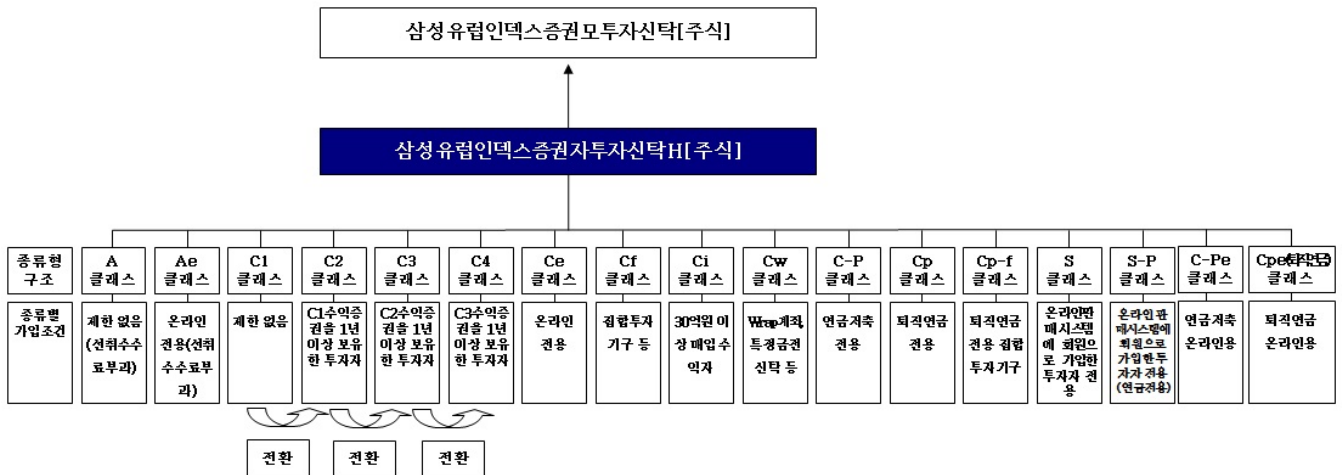 삼성유럽인덱스증권모투자신탁[주식]
삼성유럽인덱스증권자투자신탁H[주식]
종류형
구조
A
클래스
Ae
클래스
C1
클래스
C2
클래스
C3
클래스
C4
클래스
Ce
클래스
Cf
클래스
Ci
클래스
Cw
클래스
C-P
클래스
Cp
클래스
Cp-f
클래스
S
클래스
S-P
클래스
C-Pe
클래스
Cpe(퇴직연금)
클래스
종류별
가입조건
제한 없음
(선취수수
료부과)
온라인
전용(선취
수수료부
과)
제한 없음
C1수익증
권을 1년
이상 보유
한 투자자
C2수익증
권을 1년
이상 보유
한 투자자
C3수익증
권을 1년
이상 보유
한 투자자
온라인
전용
집합투자
기구 등
30억원 이
상 매입 수
익자
Wrap계좌,
특정금전
신탁 등
연금저축
전용
퇴직연금
전용
퇴직연금
전용 집합
투자기구
온라인판
매시스템
에 회원으
로 가입한
투자자 전
용
온라인 판
매시스템에
회원으로
가입한 투
자자 전용
(연금전용)
연금저축
온라인용
퇴직연금
온라인용
전환
전환
전환